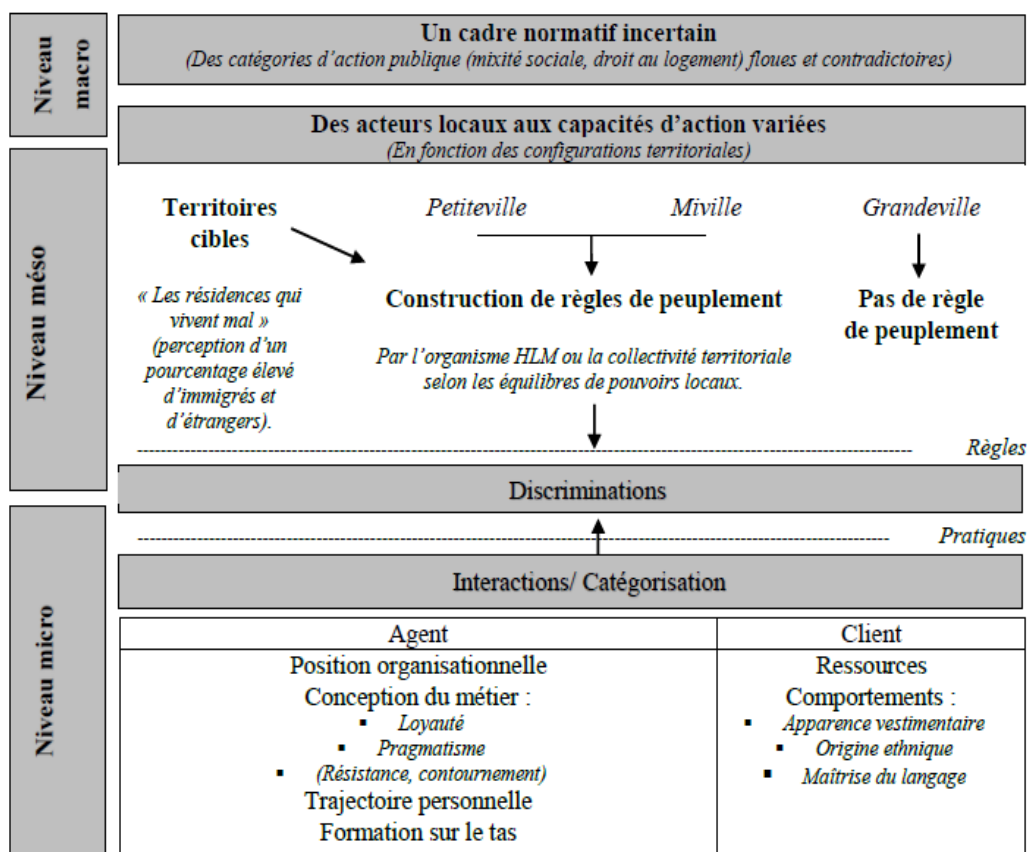 Niveau
macro
Un cadre normatif incertain
(Des catégories d'action publique (mixité sociale, droit au logement) floues et contradictoires)
Des acteurs locaux aux capacités d'action variées
(En fonction des configurations territoriales)
Niveau méso
Territoires
cibles
Petiteville
Miville
Grandeville
« Les résidences qui
vivent mal »
(perception d'un
pourcentage élevé
d'immigrés et
d'étrangers).
Construction de règles de peuplement
Par l'organisme HLM ou la collectivité territoriale
selon les équilibres de pouvoirs locaux.
Pas de règle
de peuplement
Règles
Discriminations
Pratiques
Niveau micro
Interactions/ Catégorisation
Agent
Position organisationnelle
Conception du métier :
▪ Loyauté
▪ Pragmatisme
▪ (Résistance, contournement)
Trajectoire personnelle
Formation sur le tas
Client
Ressources
Comportements :
▪ Apparence vestimentaire
▪ Origine ethnique
▪ Maîtrise du langage